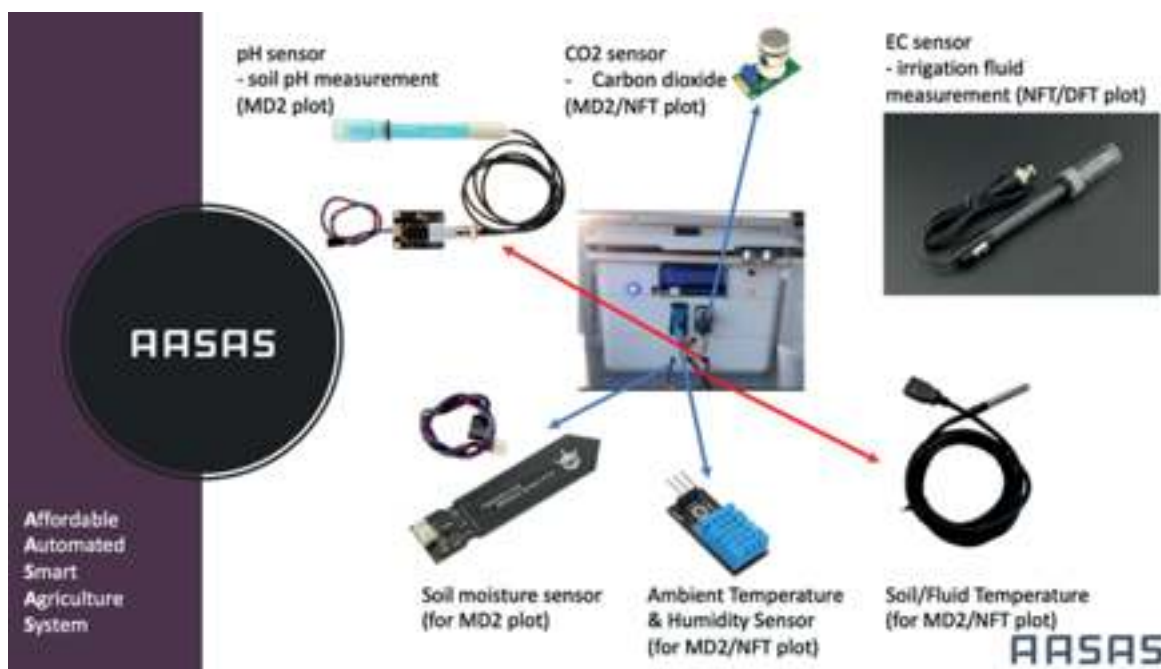 pH sensor
- soil pH measurement
(MD2 plot)
CO2 sensor
- Carbon dioxide
(MD2/NFT plot)
EC sensor
- irrigation fluid
measurement (NFT/DFT plot)
AASAS
Affordable
Automated
Smart
Agriculture
System
Soil moisture sensor
(for MD2 plot)
Ambient Temperature
& Humidity Sensor
(for MD2/NFT plot)
Soil/Fluid Temperature
(for MD2/NFT plot)
AASAS